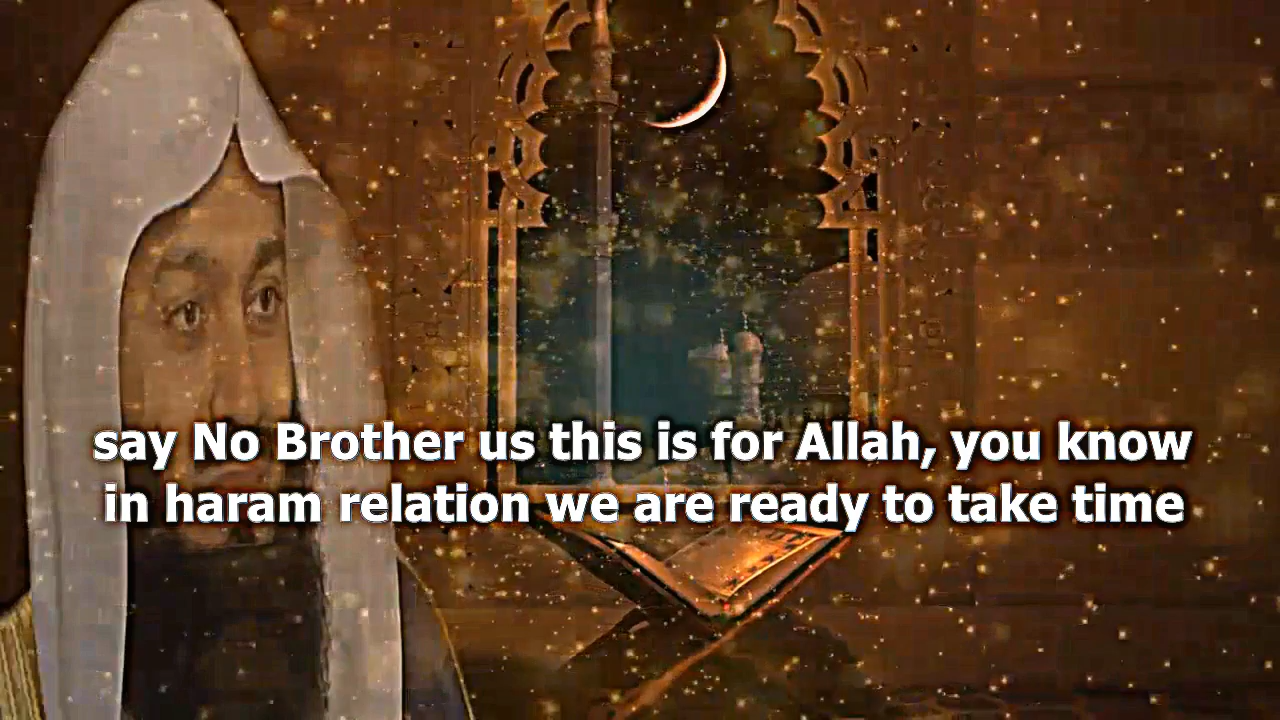 say No Brother us this is for Allah, you know
in haram relation we are ready to take time